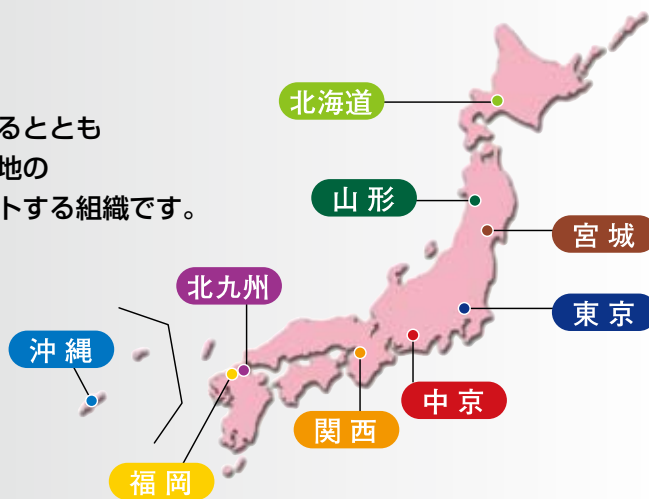 るととも
地の
トする組織です。
北海道
山形
宮城
北九州
東京
沖縄
中京
関西
福岡